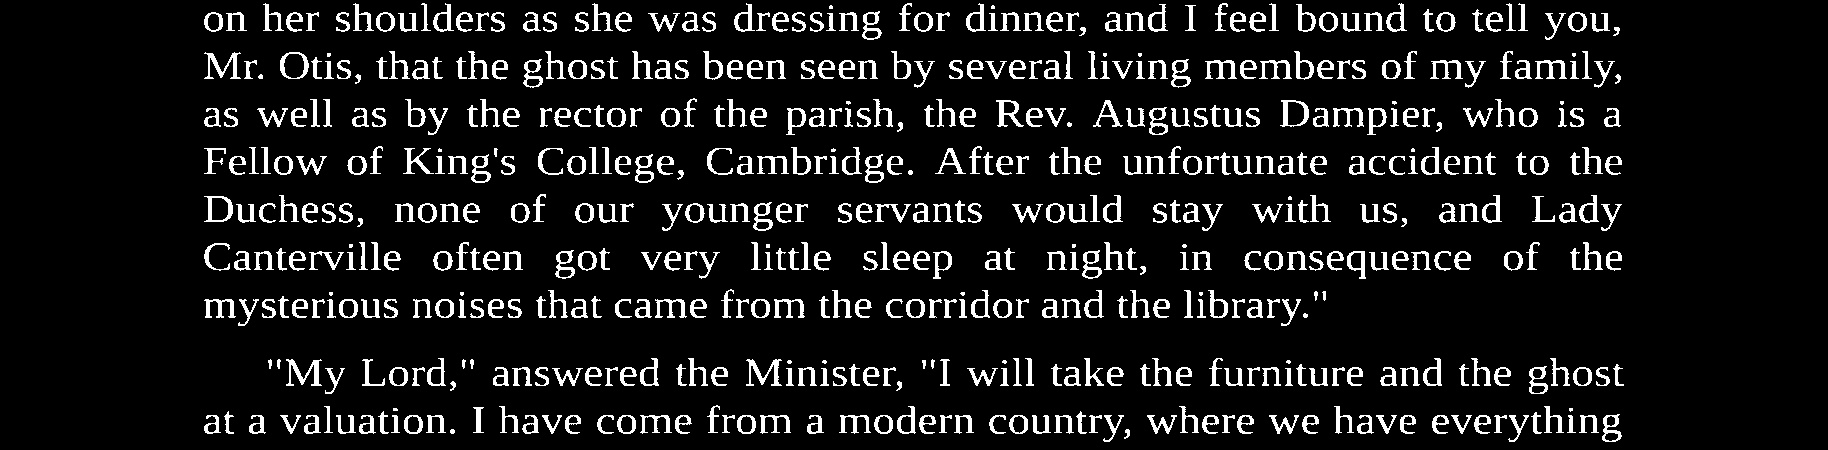 on her shoulders as she was dressing for dinner, and I feel bound to tell you,
Mr. Otis, that the ghost has been seen by several living members of my family,
as well as by the rector of the parish, the Rev. Augustus Dampier, who is a
Fellow of King's College, Cambridge. After the unfortunate accident to the
Duchess, none of our younger servants would stay with us, and Lady
Canterville often got very little sleep at night, in consequence of the
mysterious noises that came from the corridor and the library."
"My Lord," answered the Minister, "I will take the furniture and the ghost
at a valuation. I have come from a modern country, where we have everything